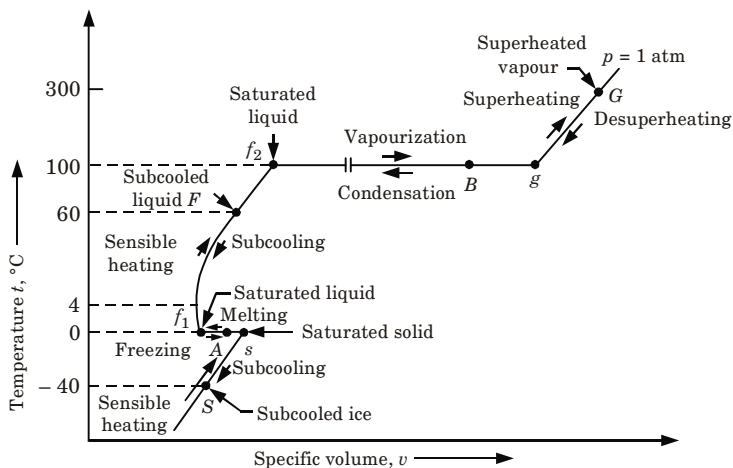 Superheated
vapour
p = 1 atm
300
G
Superheating
Desuperheating
Saturated
liquid
f2
Vapourization
100
Condensation
B
g
Subcooled
liquid F
60
Sensible
heating
Subcooling
4
Saturated liquid
f1
Melting
0
Saturated solid
Freezing
A
s
Subcooling
– 40
S
Sensible
heating
Subcooled ice
Temperature t, °C
Specific volume, v